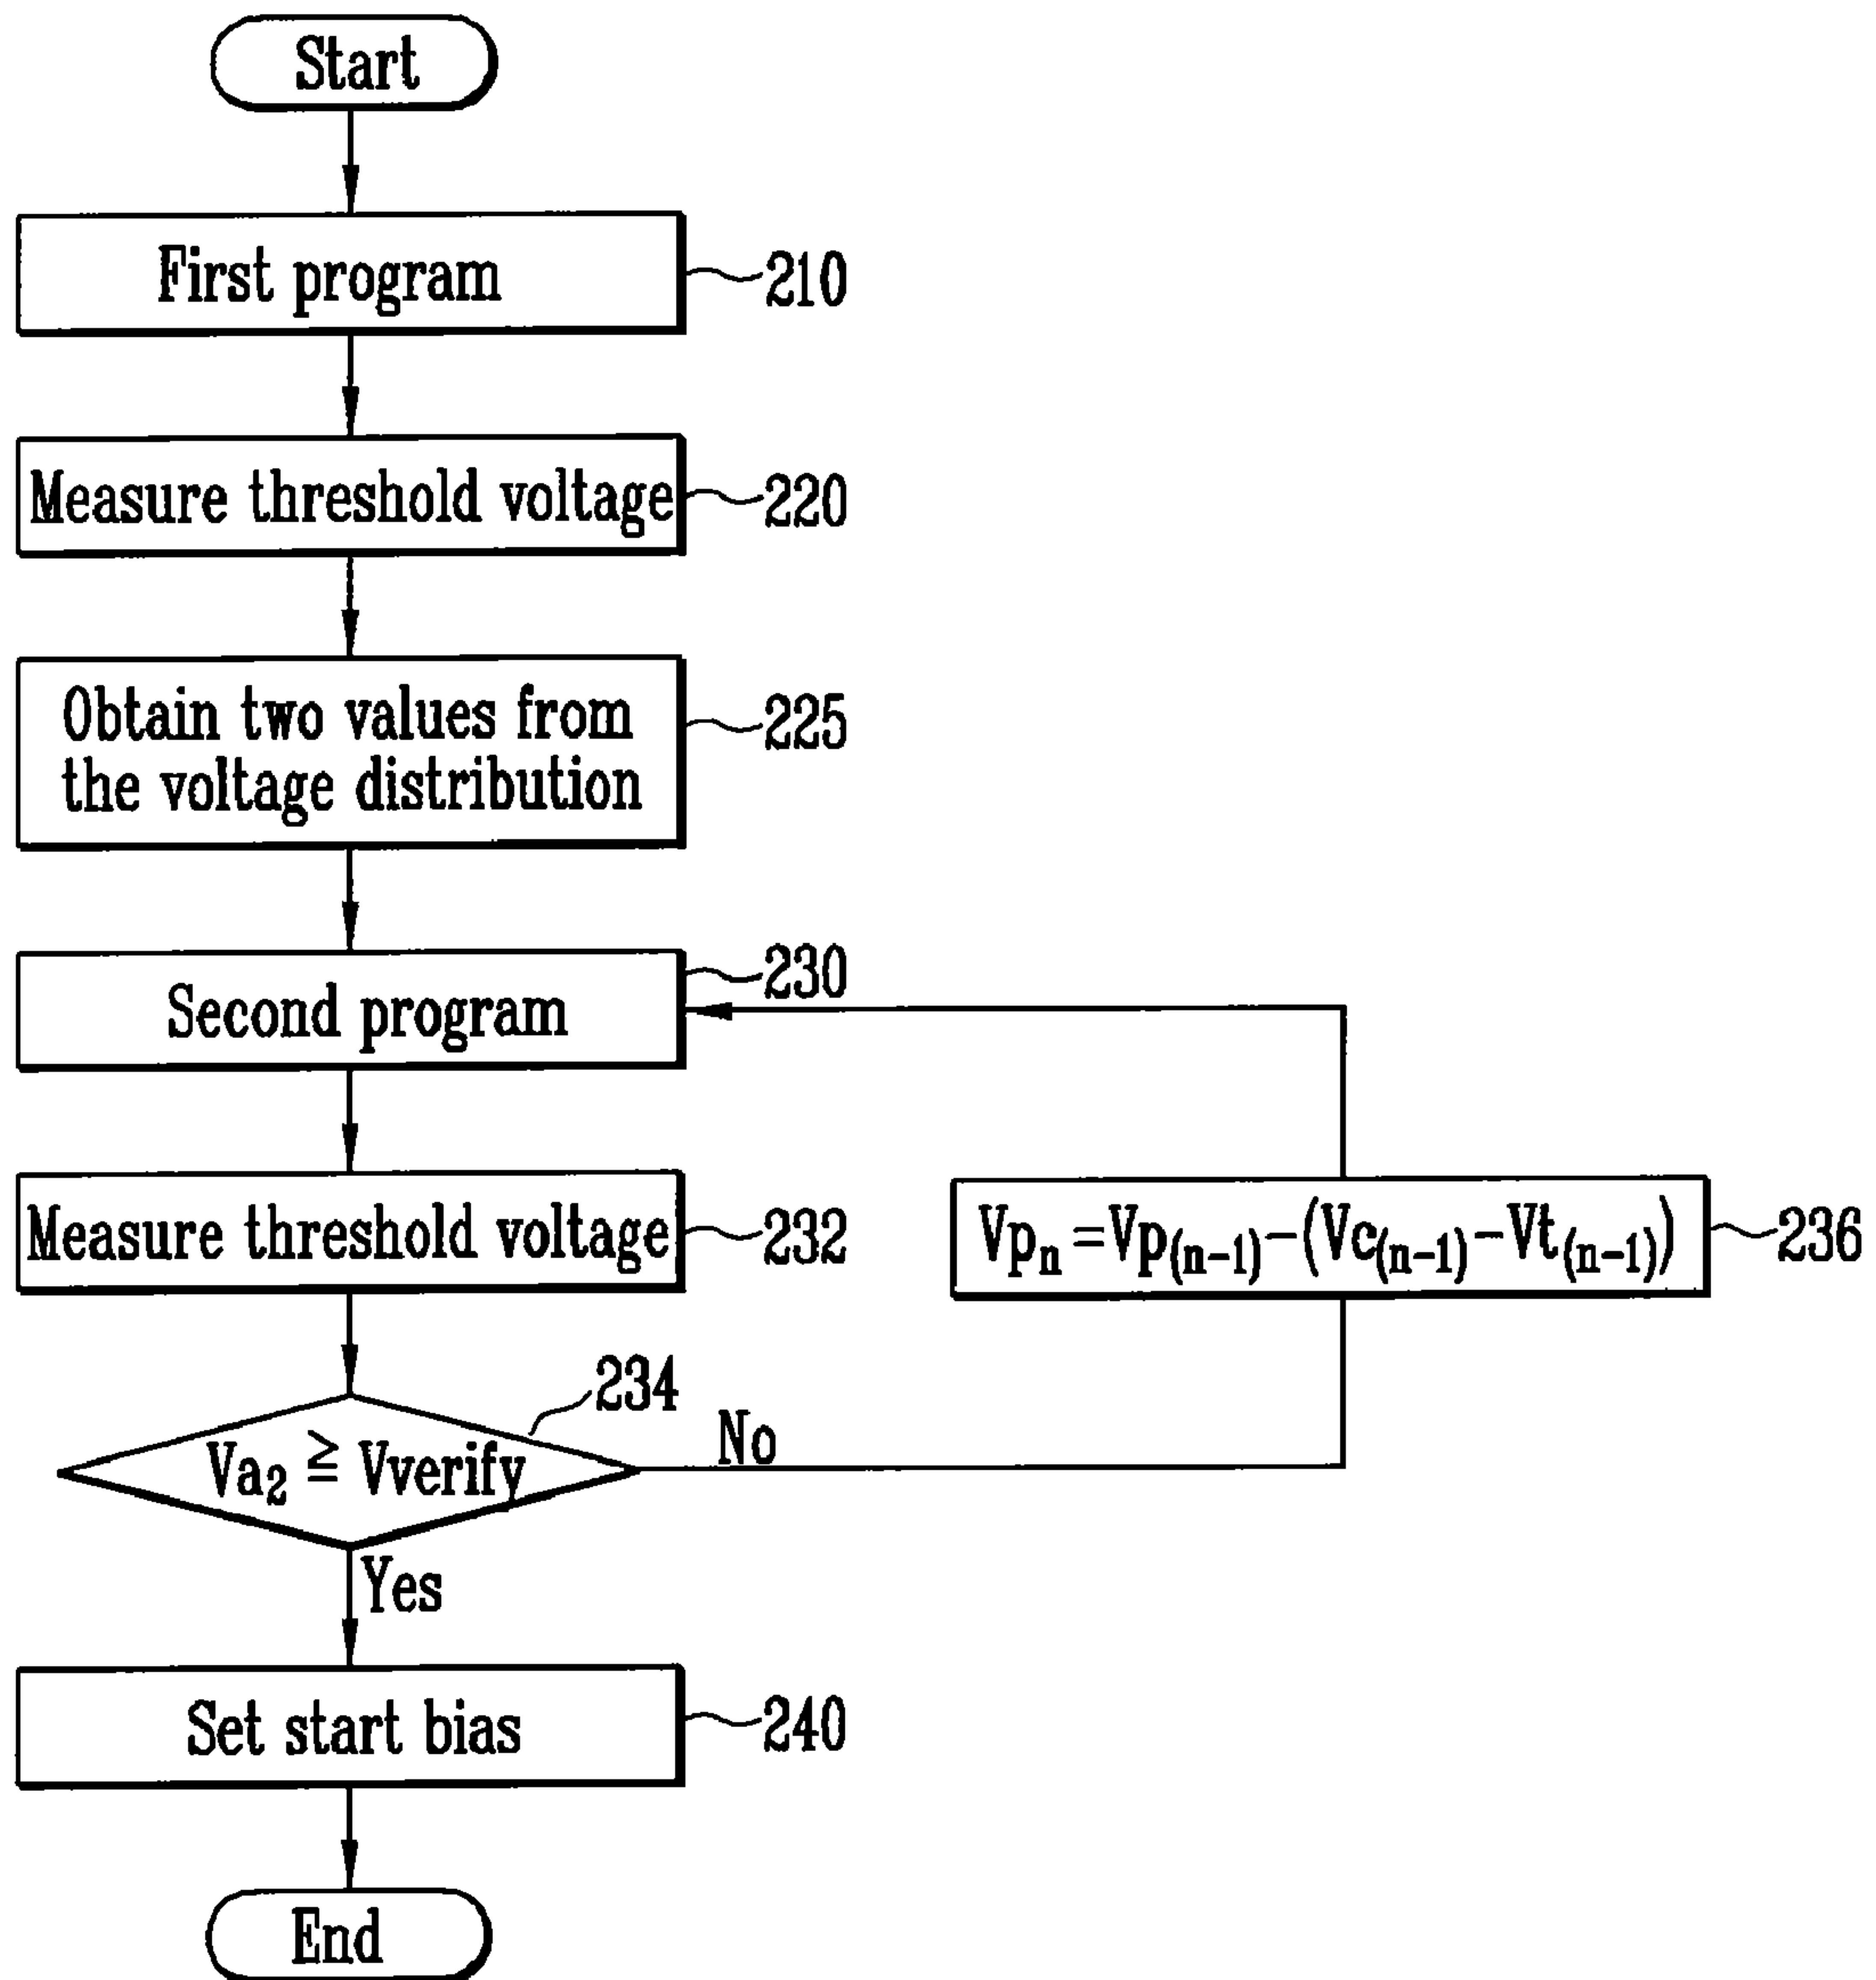 Start
First program
210
Measure threshold voltage
220
Obtain two values from
the voltage distribution
225
Second program
230
Measure threshold voltage
232
Vpₙ =Vp₍ₙ₋₁₎-(Vc₍ₙ₋₁₎-Vt₍ₙ₋₁₎)
236
Va₂ ≧ Vverify
234
No
Yes
Set start bias
240
End